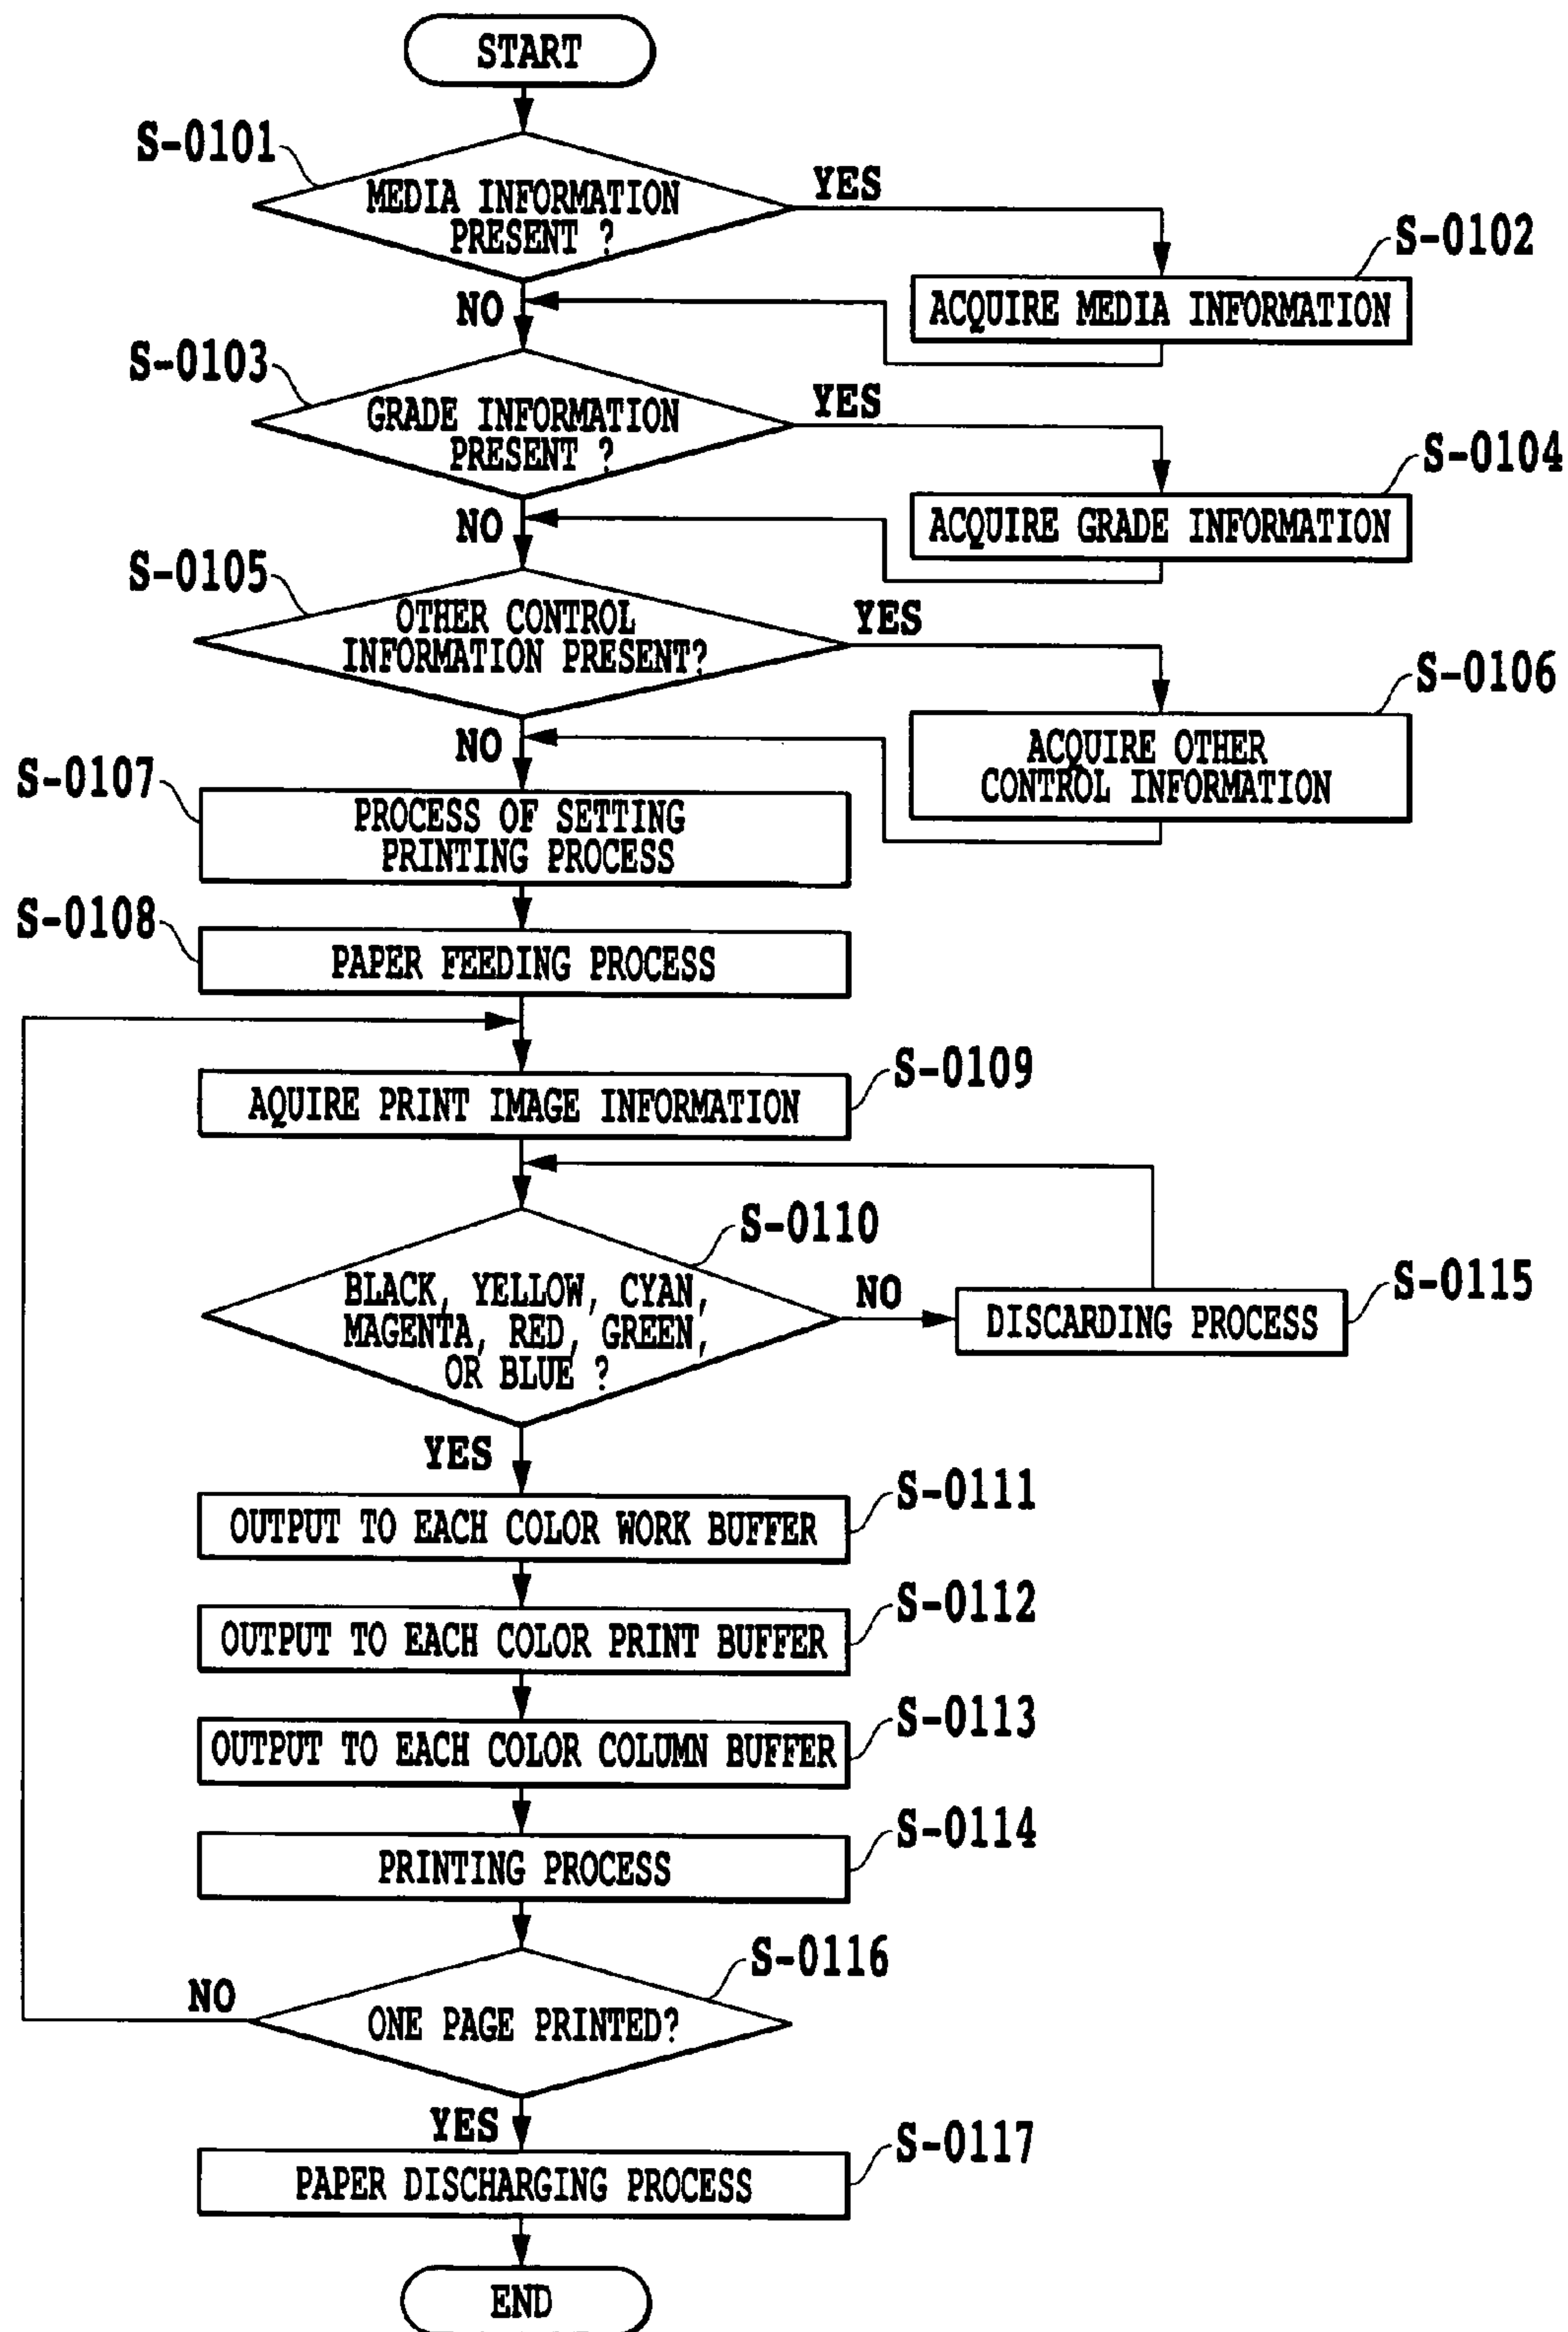 START
S-0101
MEDIA INFORMATION
PRESENT ?
YES
S-0102
ACQUIRE MEDIA INFORMATION
NO
S-0103
GRADE INFORMATION
PRESENT ?
YES
S-0104
ACQUIRE GRADE INFORMATION
NO
S-0105
OTHER CONTROL
INFORMATION PRESENT?
YES
S-0106
ACQUIRE OTHER
CONTROL INFORMATION
NO
S-0107
PROCESS OF SETTING
PRINTING PROCESS
S-0108
PAPER FEEDING PROCESS
S-0109
AQUIRE PRINT IMAGE INFORMATION
S-0110
BLACK, YELLOW, CYAN,
MAGENTA, RED, GREEN,
OR BLUE ?
NO
S-0115
DISCARDING PROCESS
YES
S-0111
OUTPUT TO EACH COLOR WORK BUFFER
S-0112
OUTPUT TO EACH COLOR PRINT BUFFER
S-0113
OUTPUT TO EACH COLOR COLUMN BUFFER
S-0114
PRINTING PROCESS
S-0116
NO
ONE PAGE PRINTED?
YES
S-0117
PAPER DISCHARGING PROCESS
END